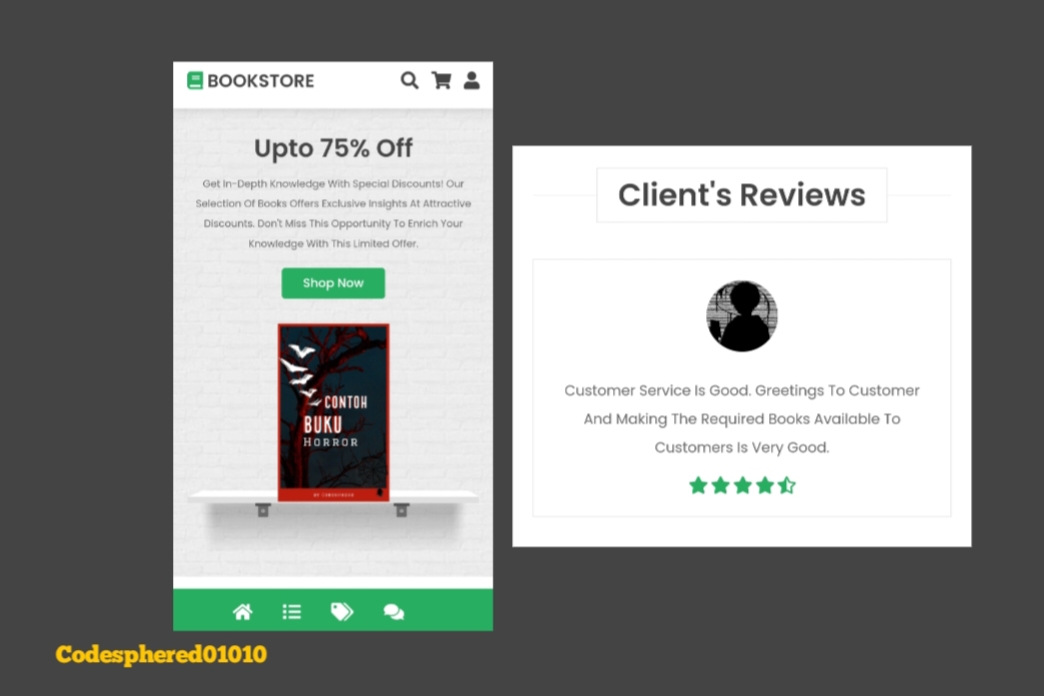 BOOKSTORE
Upto 75% Off
Get In-Depth Knowledge With Special Discounts! Our
Selection Of Books Offers Exclusive Insights At Attractive
Discounts. Don't Miss This Opportunity To Enrich Your
Knowledge With This Limited Offer.
Shop Now
CONTOH
BUKU
HORROR
Client's Reviews
Customer Service Is Good. Greetings To Customer
And Making The Required Books Available To
Customers Is Very Good.
Codesphered01010